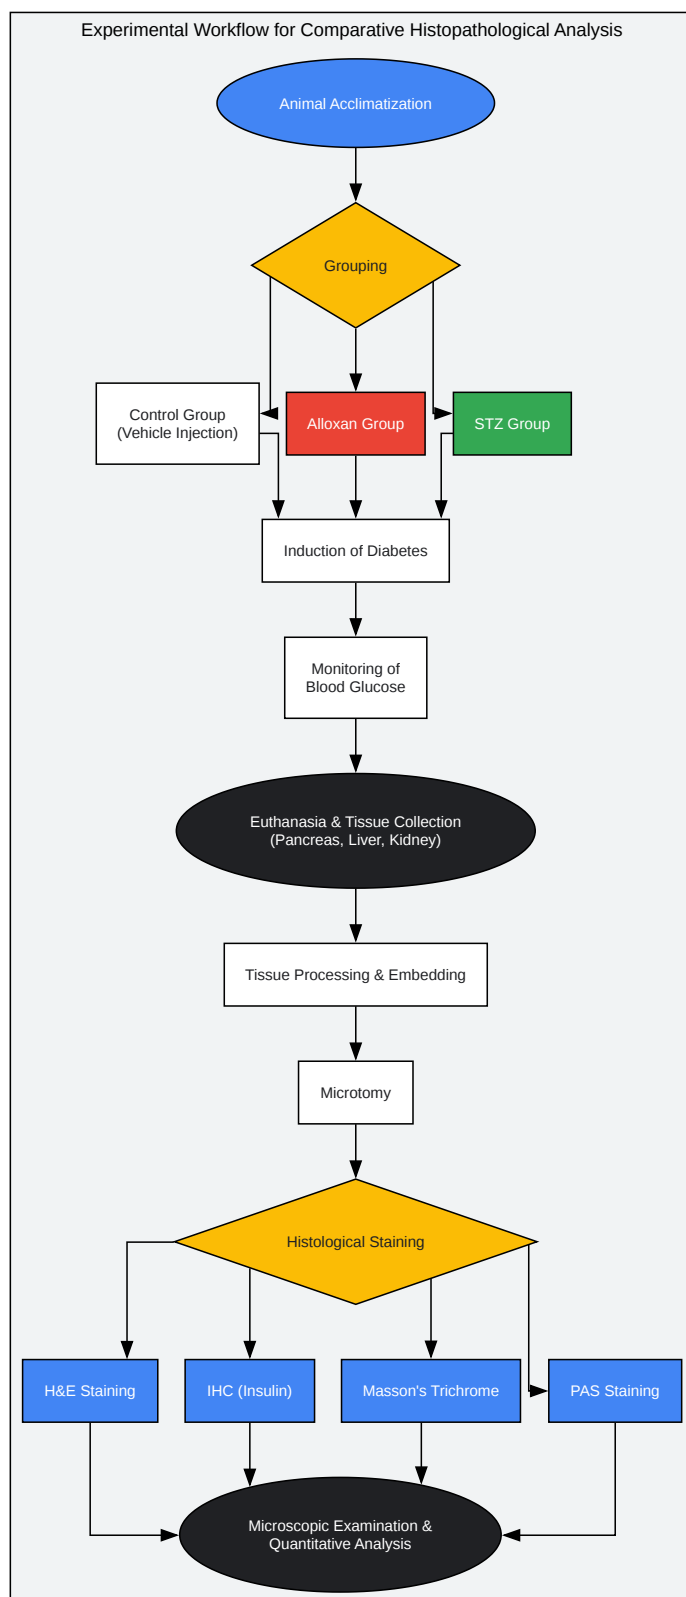 Experimental Workflow for Comparative Histopathological Analysis
Animal Acclimatization
Grouping
Control Group
(Vehicle Injection)
Alloxan Group
STZ Group
Induction of Diabetes
Monitoring of
Blood Glucose
Euthanasia & Tissue Collection
(Pancreas, Liver, Kidney)
Tissue Processing & Embedding
Microtomy
Histological Staining
H&E Staining
IHC (Insulin)
Masson's Trichrome
PAS Staining
Microscopic Examination &
Quantitative Analysis